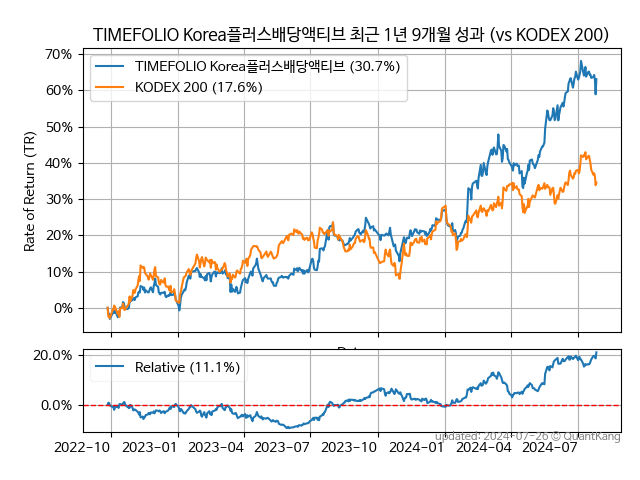 TIMEFOLIO Korea플러스배당액티브 최근 1년 9개월 성과 (vs KODEX 200)
TIMEFOLIO Korea플러스배당액티브 (30.7%)
KODEX 200 (17.6%)
Rate of Return (TR)
70%
60%
50%
40%
30%
20%
10%
0%
Relative (11.1%)
20.0%
0.0%
2022-10 2023-01 2023-04 2023-07 2023-10 2024-01 2024-04 2024-07
updated: 2024-07-26 © QuantKang